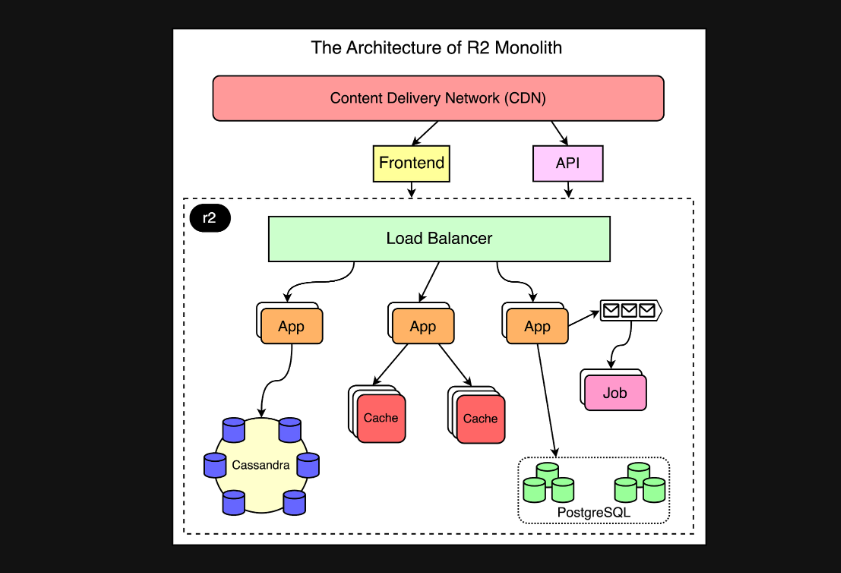 The Architecture of R2 Monolith
Content Delivery Network (CDN)
Frontend
API
r2
Load Balancer
App
App
App
Job
Cache
Cache
Cassandra
PostgreSQL